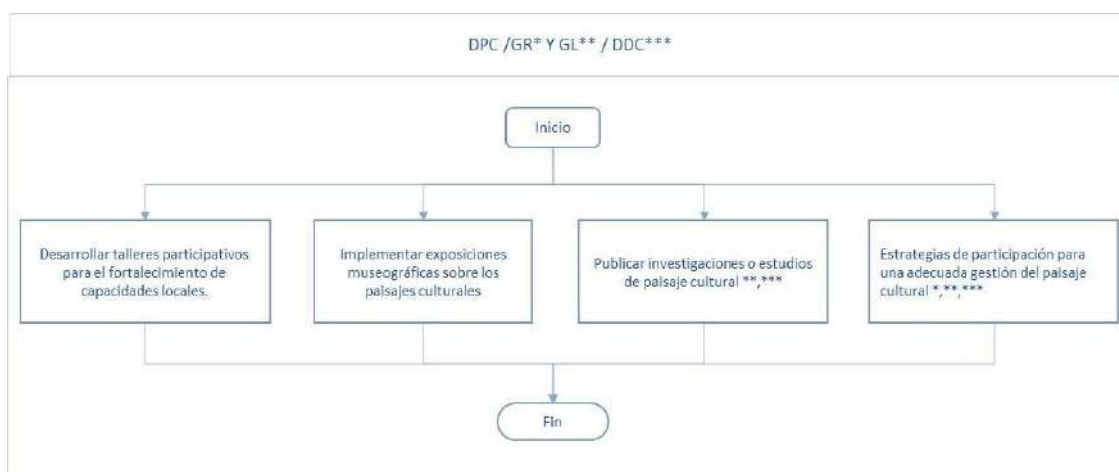 DPC /GR* Y GL** / DDC***
Inicio
Desarrollar talleres participativos
para el fortalecimiento de
capacidades locales.
Implementar exposiciones
museográficas sobre los
paisajes culturales
Publicar investigaciones o estudios
de paisaje cultural **,***
Estrategias de participación para
una adecuada gestión del paisaje
cultural *,**,***
Fin